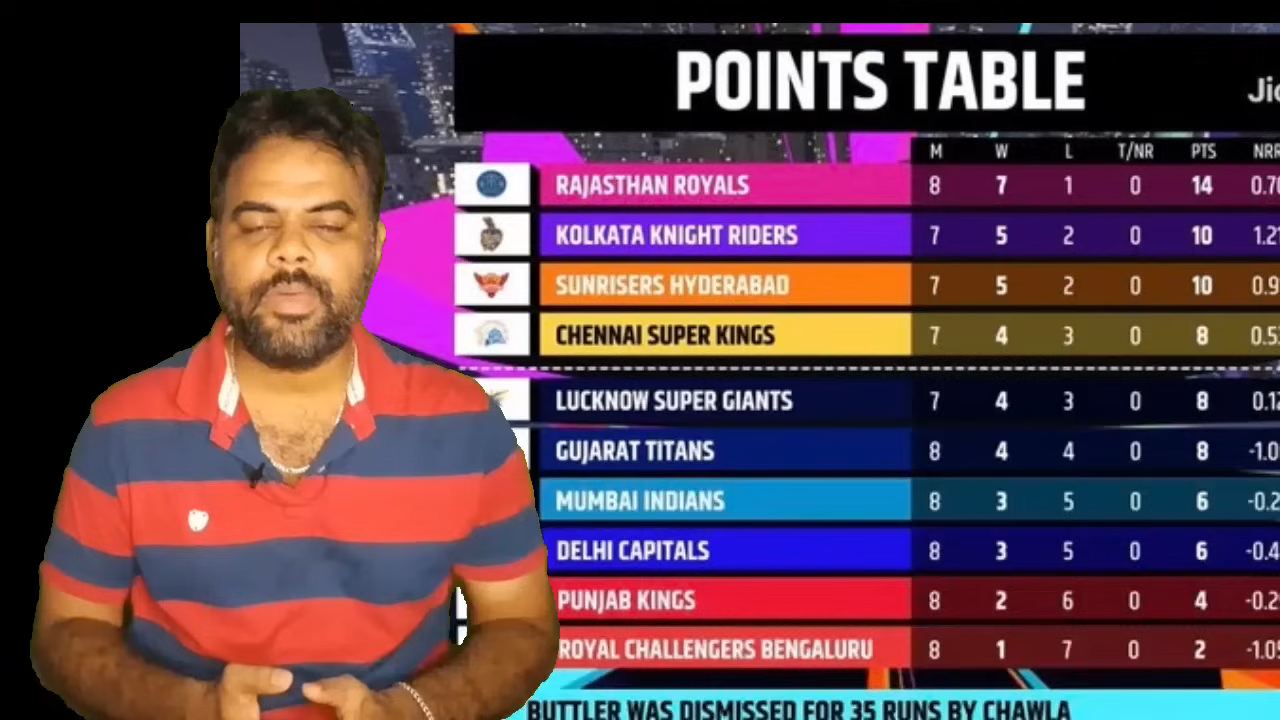 POINTS TABLE
M W L T/NR PTS
RAJASTHAN ROYALS 8 7 1 0 14
KOLKATA KNIGHT RIDERS 7 5 2 0 10
SUNRISERS HYDERABAD 7 5 2 0 10
CHENNAI SUPER KINGS 7 4 3 0 8
LUCKNOW SUPER GIANTS 7 4 3 0 8
GUJARAT TITANS 8 4 4 0 8
MUMBAI INDIANS 8 3 5 0 6
DELHI CAPITALS 8 3 5 0 6
PUNJAB KINGS 8 2 6 0 4
ROYAL CHALLENGERS BENGALURU 8 1 7 0 2
BUTTLER WAS DISMISSED FOR 35 RUNS BY CHAWLA